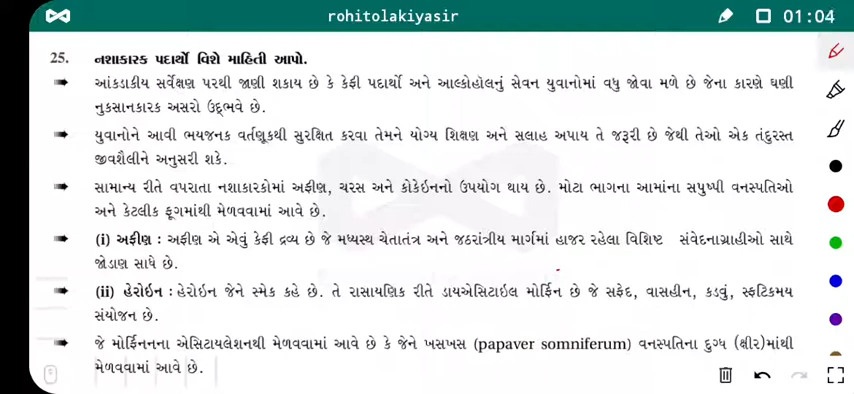 rohitolakiyasir
01:04
25. નશાકારક પદાર્થો વિશે માહિતી આપો.
આંકડાકીય સર્વેક્ષણ પરથી જાણી શકાય છે કે કેફી પદાર્થો અને આલ્કોહૉલનું સેવન યુવાનોમાં વધુ જોવા મળે છે જેના કારણે ઘણી
નુકસાનકારક અસરો ઉદ્‌ભવે છે.
યુવાનોને આવી ભયજનક વર્તણૂકથી સુરક્ષિત કરવા તેમને યોગ્ય શિક્ષણ અને સલાહ અપાય તે જરૂરી છે જેથી તેઓ એક તંદુરસ્ત
જીવશૈલીને અનુસરી શકે.
સામાન્ય રીતે વપરાતા નશાકારકોમાં અફીણ, ચરસ અને કોકેઇનનો ઉપયોગ થાય છે. મોટા ભાગના આમાંના સપુષ્પી વનસ્પતિઓ
અને કેટલીક ફૂગમાંથી મેળવવામાં આવે છે.
(i) અફીણ : અફીણ એ એવું કેફી દ્રવ્ય છે જે મધ્યસ્થ ચેતાતંત્ર અને જઠરાંત્રીય માર્ગમાં હાજર રહેલા વિશિષ્ટ સંવેદનાગ્રાહીઓ સાથે
જોડાણ સાધે છે.
(ii) હેરોઇન : હેરોઇન જેને સ્મેક કહે છે. તે રાસાયણિક રીતે ડાયએસિટાઇલ મોર્ફિન છે જે સફેદ, વાસહીન, કડવું, સ્ફટિકમય
સંયોજન છે.
જે મોર્ફિનનના એસિટાયલેશનથી મેળવવામાં આવે છે કે જેને ખસખસ (papaver somniferum) વનસ્પતિના દુગ્ધ (ક્ષીર)માંથી
મેળવવામાં આવે છે.